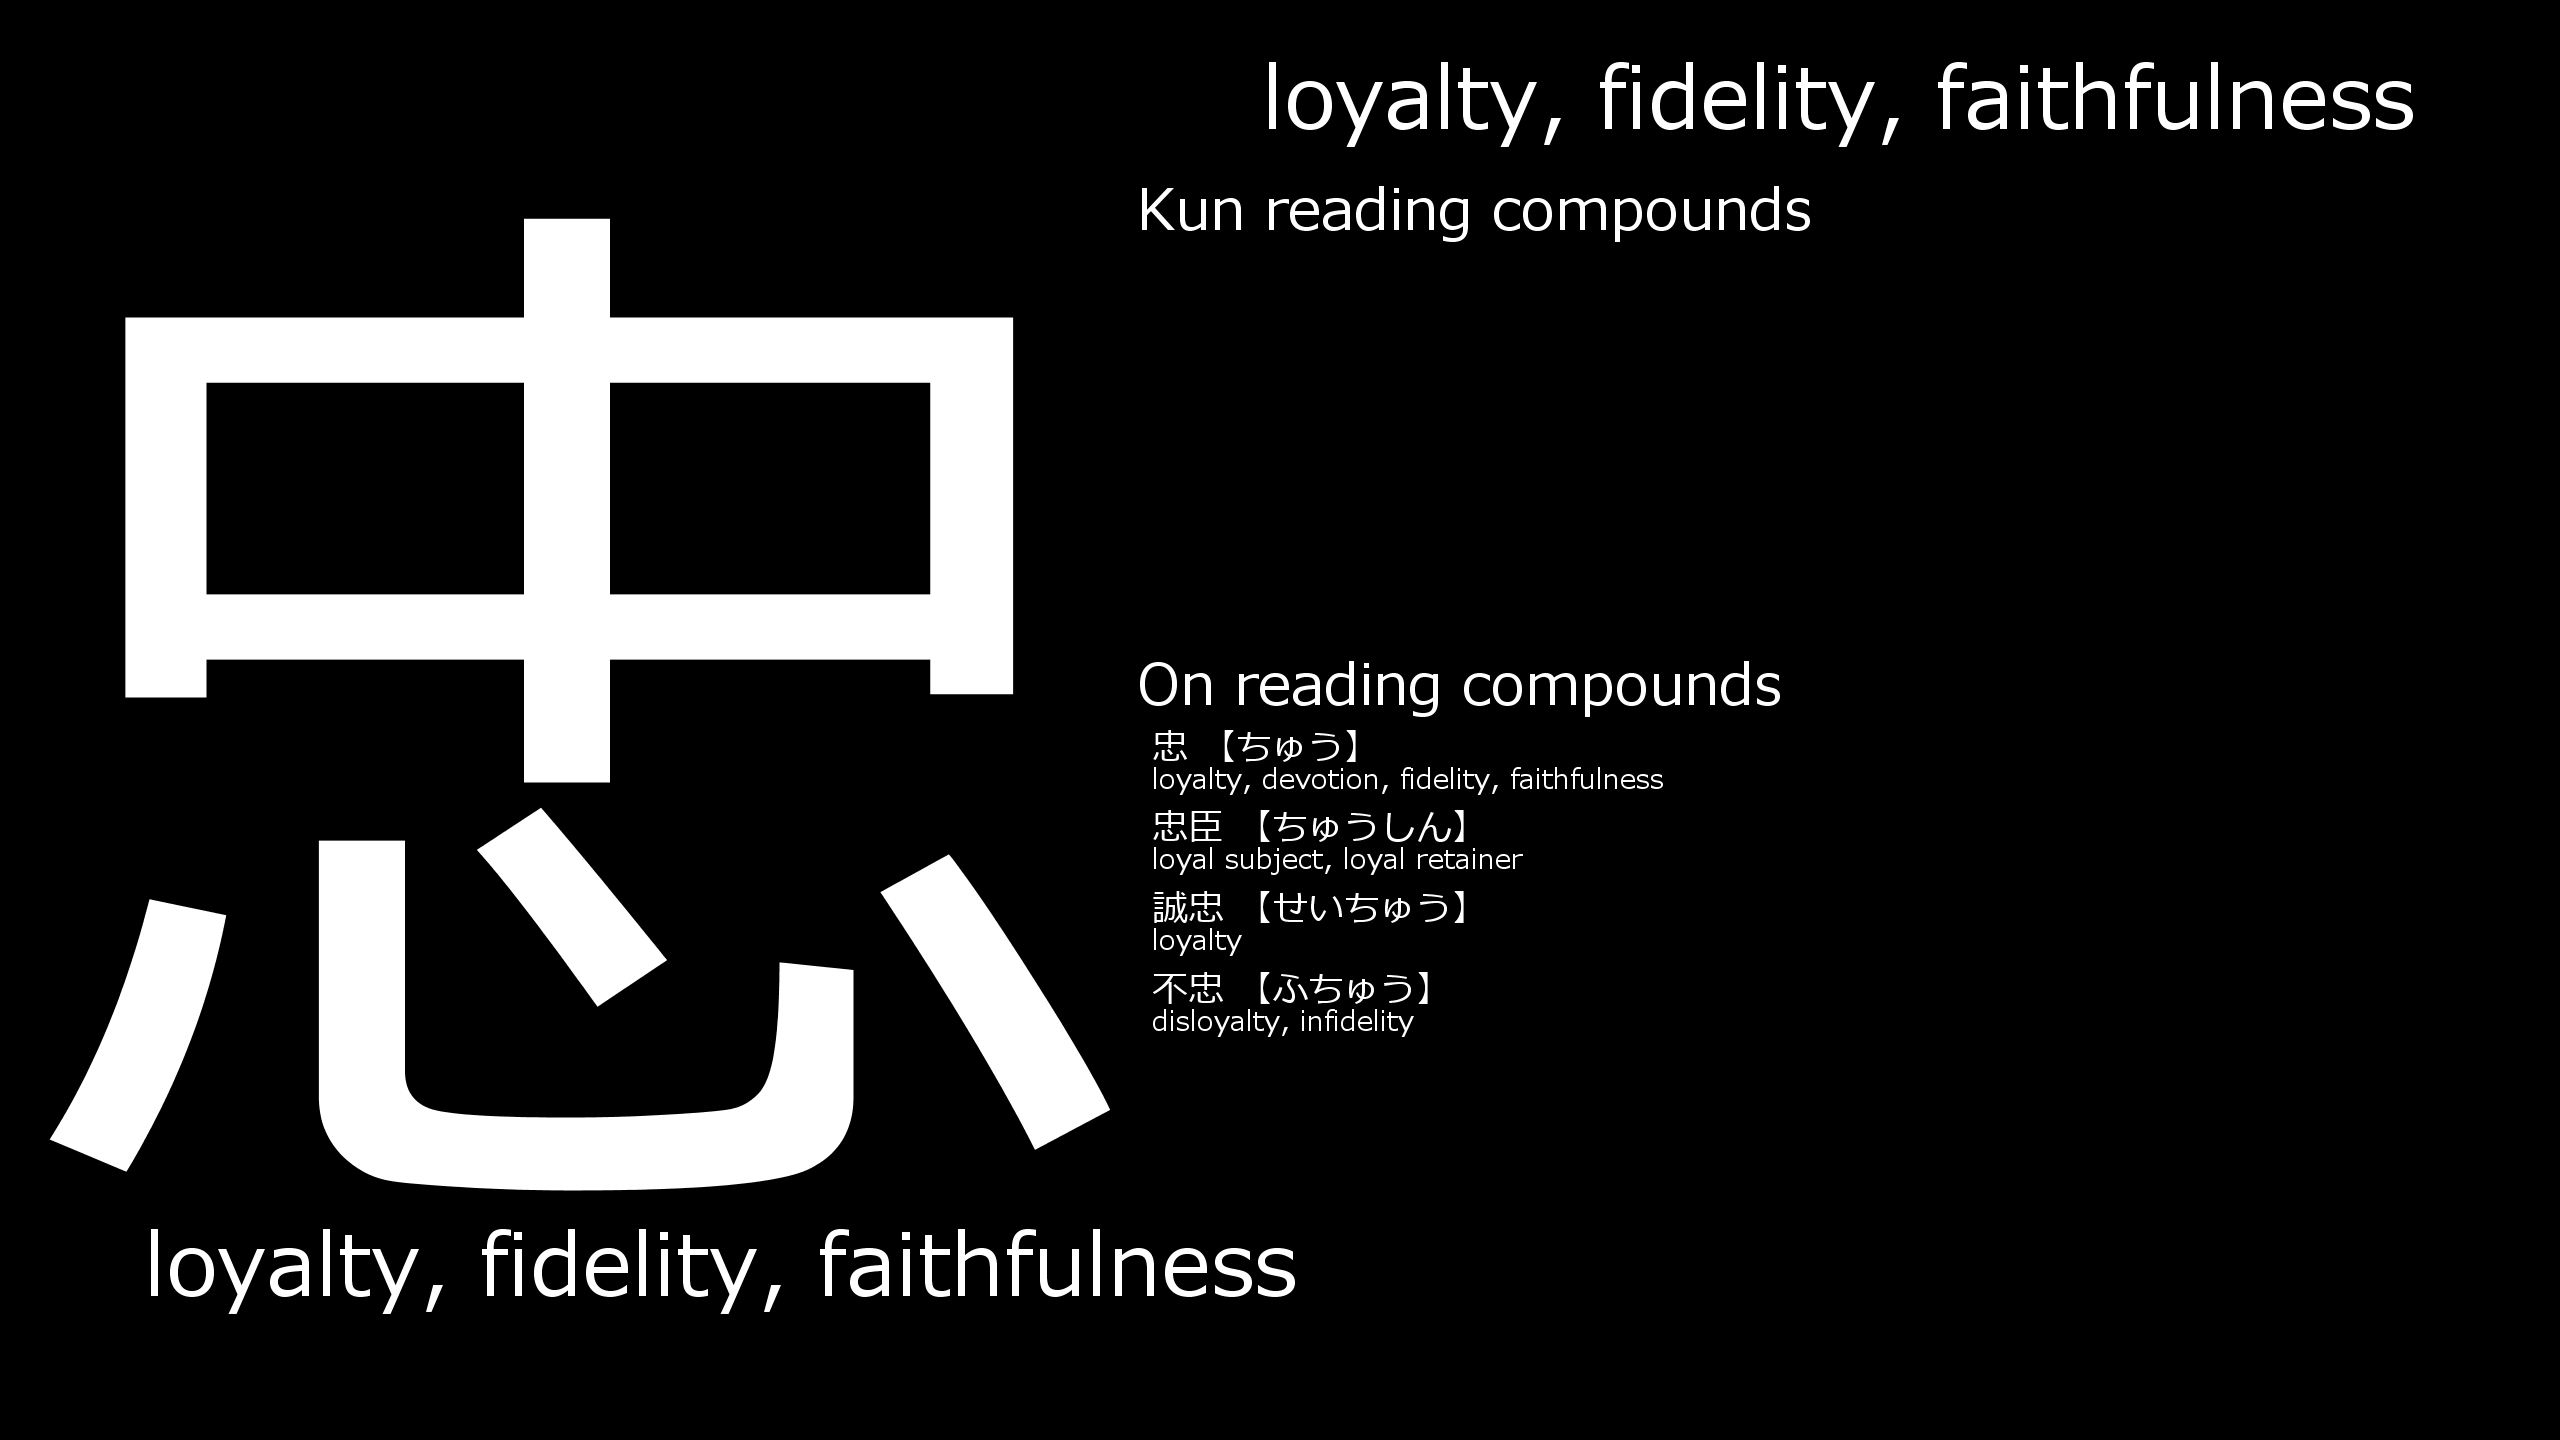 忠
loyalty, fidelity, faithfulness
loyalty, fidelity, faithfulness
Kun reading compounds
On reading compounds
忠 【ちゅう】
loyalty, devotion, fidelity, faithfulness
忠臣 【ちゅうしん】
loyal subject, loyal retainer
誠忠 【せいちゅう】
loyalty
不忠 【ふちゅう】
disloyalty, infidelity